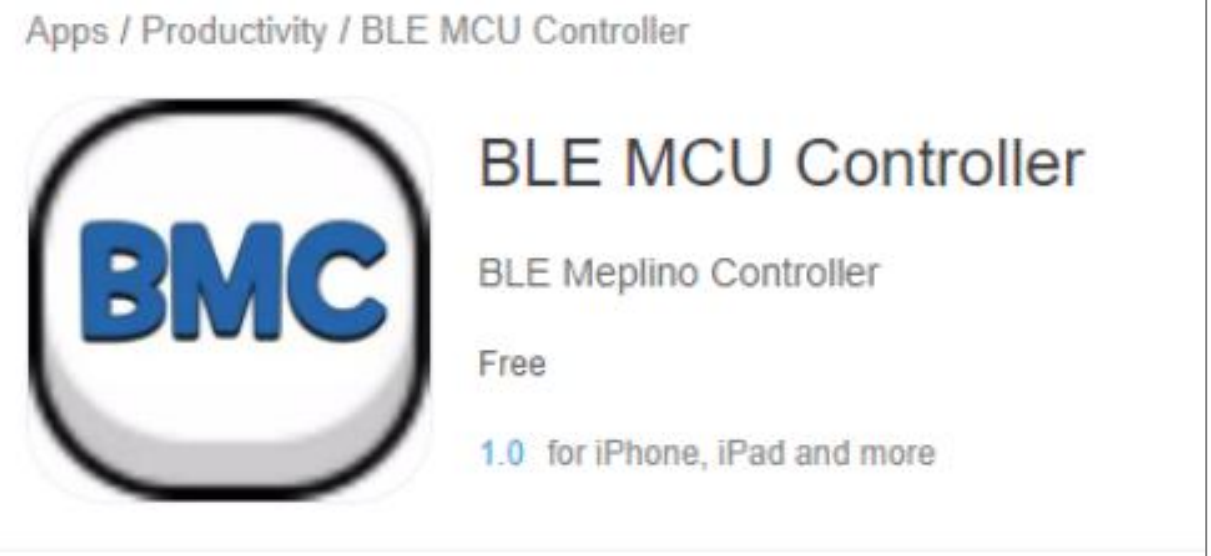 Apps / Productivity / BLE MCU Controller
BMC
BLE MCU Controller
BLE Meplino Controller
Free
1.0 for iPhone, iPad and more